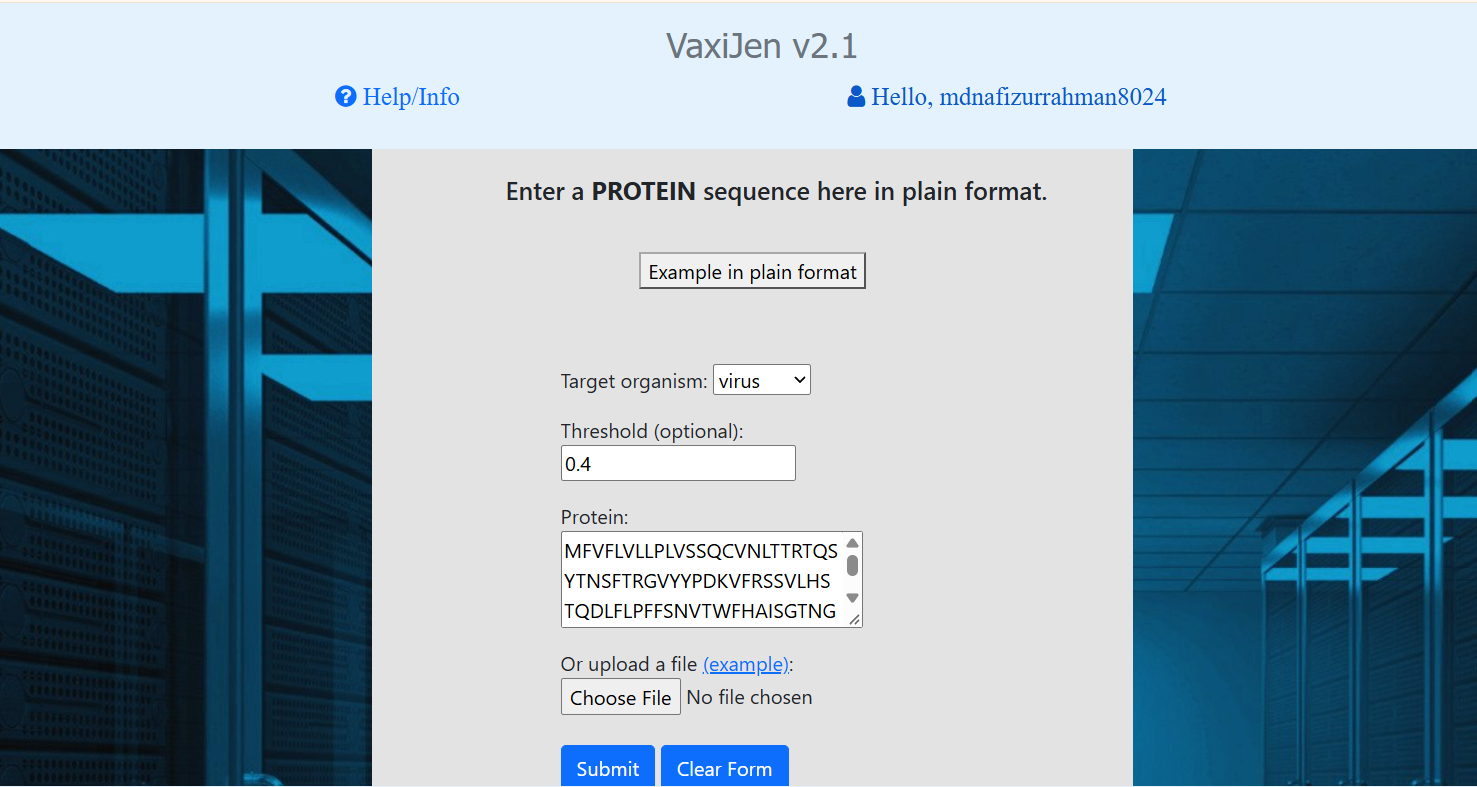 VaxiJen v2.1
Help/Info
Hello, mdnafizurrahman8024
Enter a PROTEIN sequence here in plain format.
Example in plain format
Target organism: virus
Threshold (optional):
0.4
Protein:
MFVFLVLLPLVSSQCVNLTTRTQS
YTNSFTRGVYYPDKVFRSSVLHS
TQDLFLPFFSNVTWFHAISGTNG
Or upload a file (example):
Choose File No file chosen
Submit Clear Form